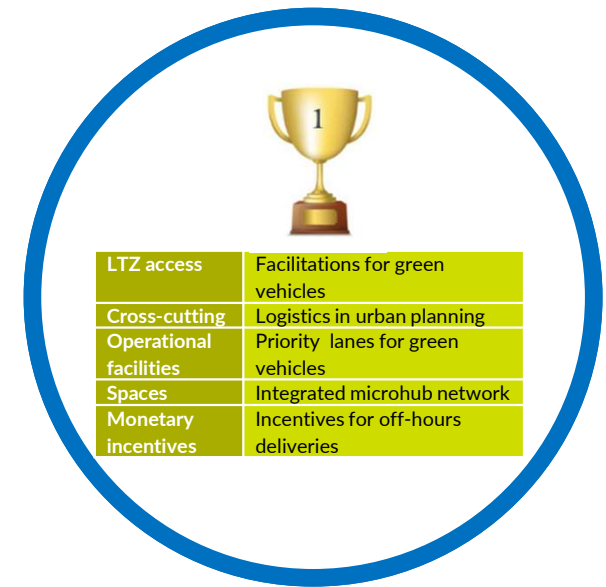 1
LTZ access
Facilitations for green
vehicles
Cross-cutting
Logistics in urban planning
Operational
facilities
Priority lanes for green
vehicles
Spaces
Integrated microhub network
Monetary
incentives
Incentives for off-hours
deliveries